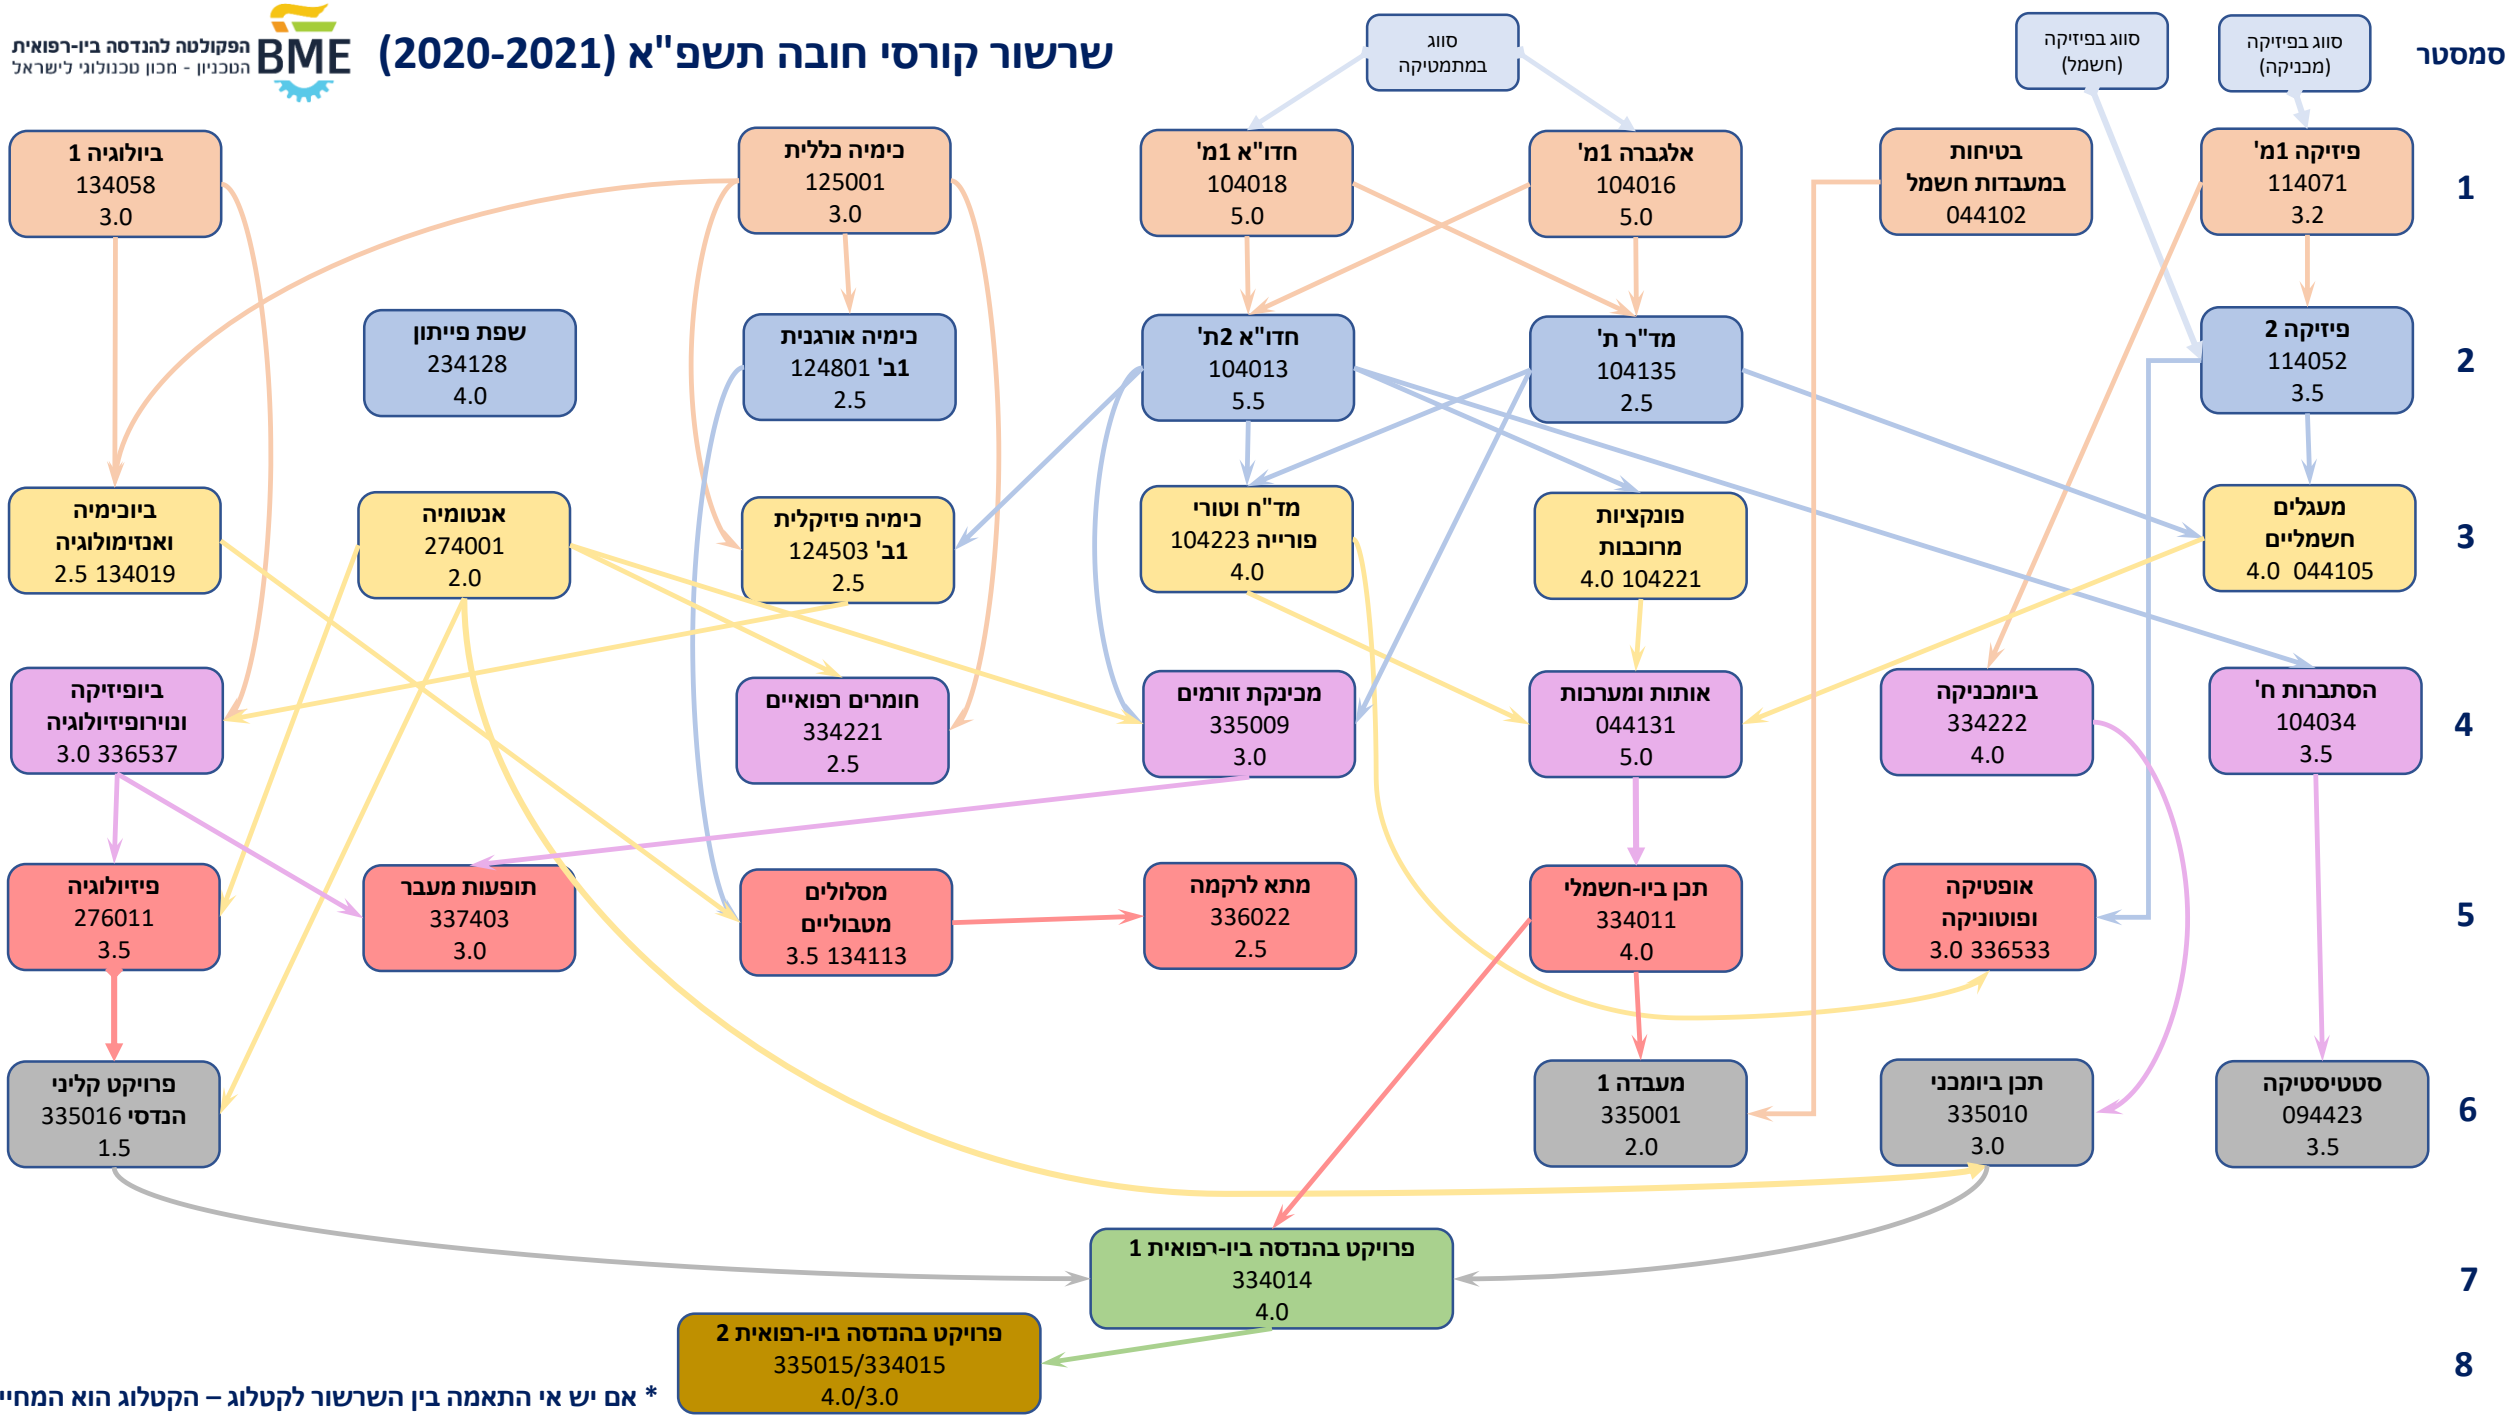 הפקולטה להנדסה ביו-רפואית
הטכניון - מכון טכנולוגי לישראל
BME
שרשור קורסי חובה תשפ"א (2020-2021)
סווג
במתמטיקה
סווג בפיזיקה
(חשמל)
סווג בפיזיקה
(מכניקה)
סמסטר
פיזיקה 1מ'
114071
3.2
בטיחות
במעבדות חשמל
044102
אלגברה 1מ'
104016
5.0
חדו"א 1מ'
104018
5.0
כימיה כללית
125001
3.0
ביולוגיה 1
134058
3.0
1
פיזיקה 2
114052
3.5
מד"ר ת'
104135
2.5
חדו"א 2ת'
104013
5.5
כימיה אורגנית
1ב' 124801
2.5
שפת פייתון
234128
4.0
2
מעגלים
חשמליים
044105 4.0
פונקציות
מרוכבות
104221 4.0
מד"ח וטורי
פורייה 104223
4.0
כימיה פיזיקלית
1ב' 124503
2.5
אנטומיה
274001
2.0
ביוכימיה
ואנזימולוגיה
134019 2.5
3
הסתברות ח'
104034
3.5
ביומכניקה
334222
4.0
אותות ומערכות
044131
5.0
מכינקת זורמים
335009
3.0
חומרים רפואיים
334221
2.5
ביופיזיקה
ונוירופיזיולוגיה
336537 3.0
4
אופטיקה
ופוטוניקה
336533 3.0
תכן ביו-חשמלי
334011
4.0
מתא לרקמה
336022
2.5
מסלולים
מטבוליים
134113 3.5
תופעות מעבר
337403
3.0
פיזיולוגיה
276011
3.5
5
סטטיסטיקה
094423
3.5
תכן ביומכני
335010
3.0
מעבדה 1
335001
2.0
פרויקט קליני
הנדסי 335016
1.5
6
פרויקט בהנדסה ביו-רפואית 1
334014
4.0
7
פרויקט בהנדסה ביו-רפואית 2
335015/334015
4.0/3.0
8
* אם יש אי התאמה בין השרשור לקטלוג – הקטלוג הוא המחיי